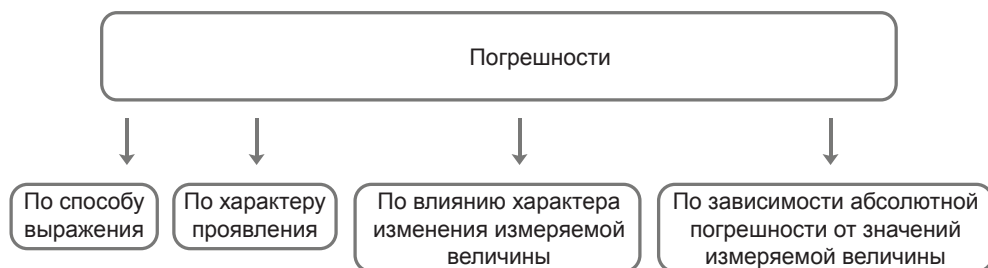 Погрешности
По способу
выражения
По характеру
проявления
По влиянию характера
изменения измеряемой
величины
По зависимости абсолютной
погрешности от значений
измеряемой величины